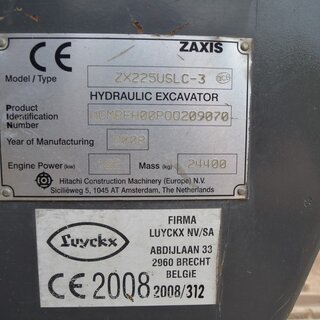 CE
ZAXIS
Model / Type ZX225USLC-3
HYDRAULIC EXCAVATOR
Product
Identification
Number
Year of Manufacturing
Engine Power (kw) Mass (kg) 24400
Hitachi Construction Machinery (Europe) N.V.
Siciliëweg 5, 1045 AT Amsterdam, The Netherlands
Luyckx
FIRMA
LUYCKX NV/SA
ABDIJLAAN 33
2960 BRECHT
BELGIE
CE 2008 2008/312